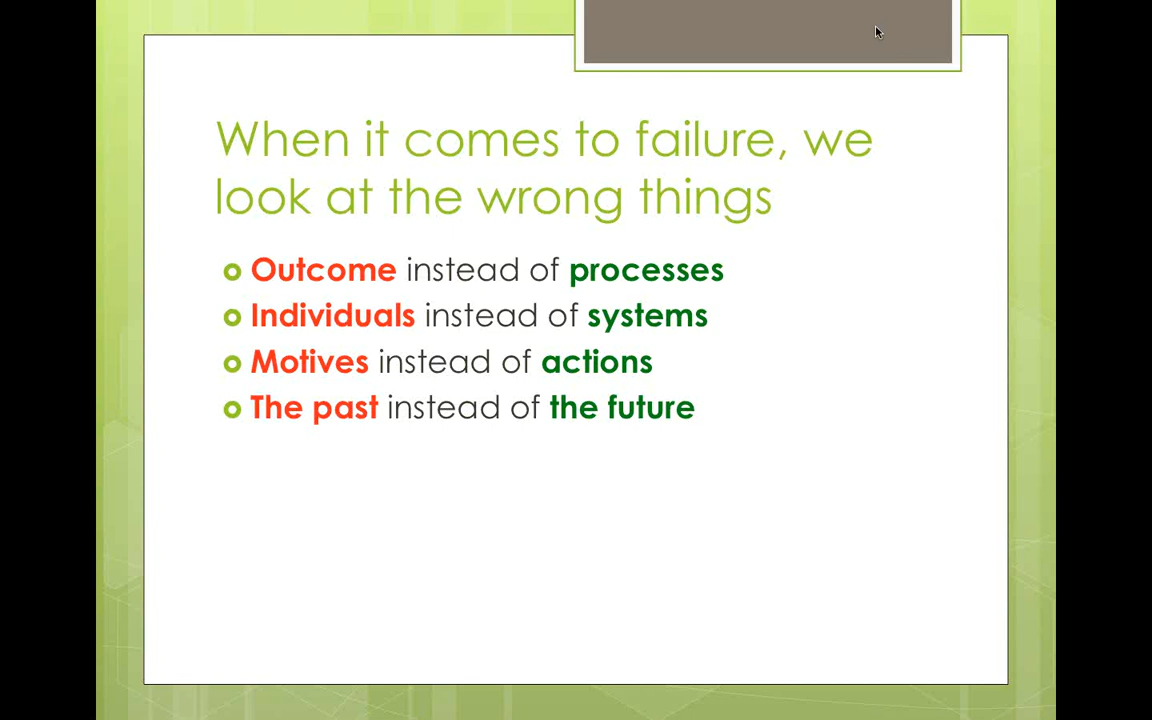 When it comes to failure, we
look at the wrong things
Outcome instead of processes
Individuals instead of systems
Motives instead of actions
The past instead of the future